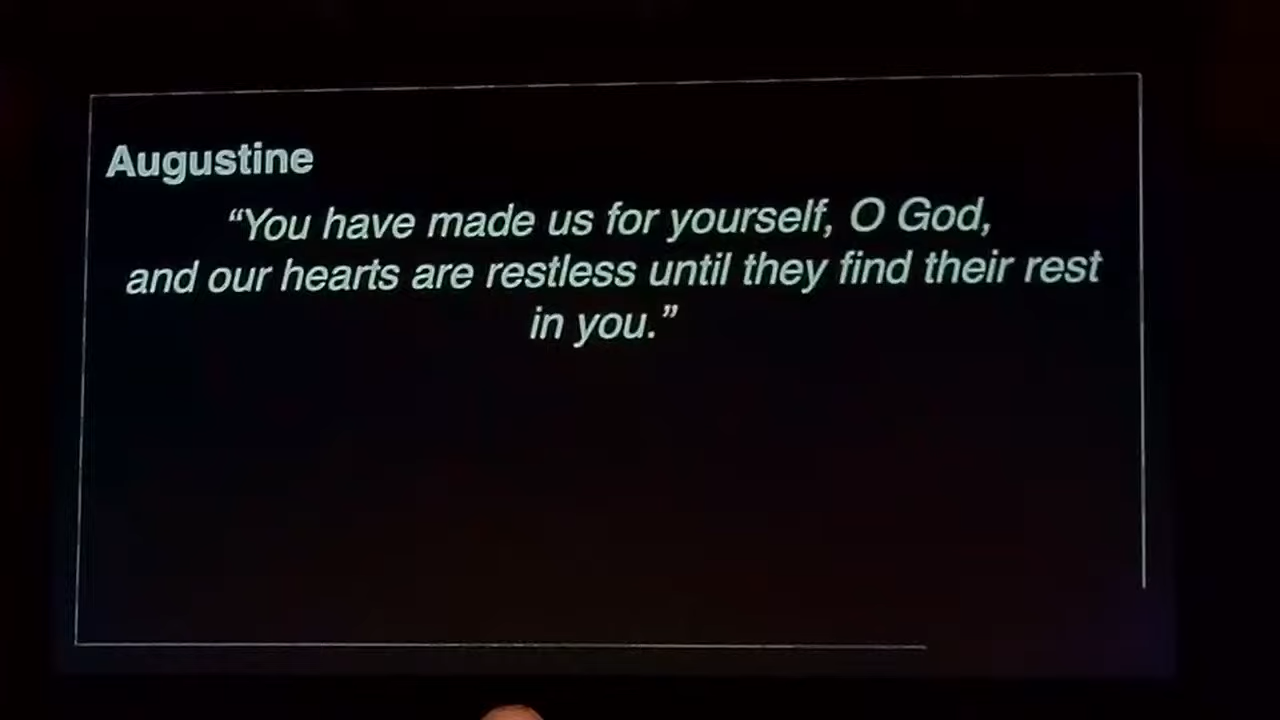 Augustine
“You have made us for yourself, O God,
and our hearts are restless until they find their rest
in you.”